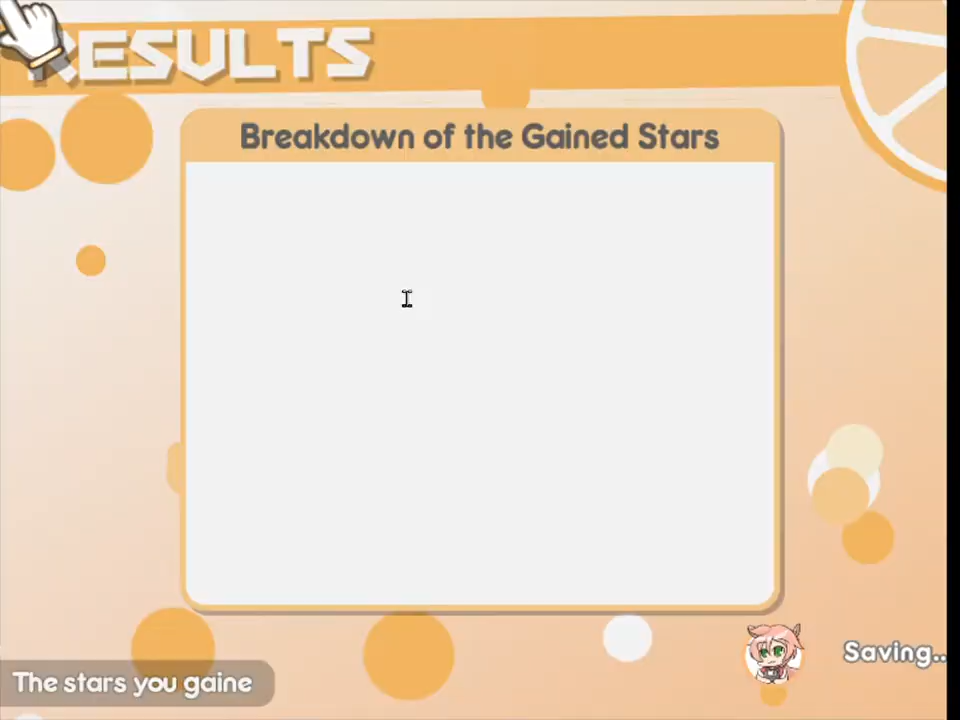 RESULTS
Breakdown of the Gained Stars
Saving..
The stars you gaine